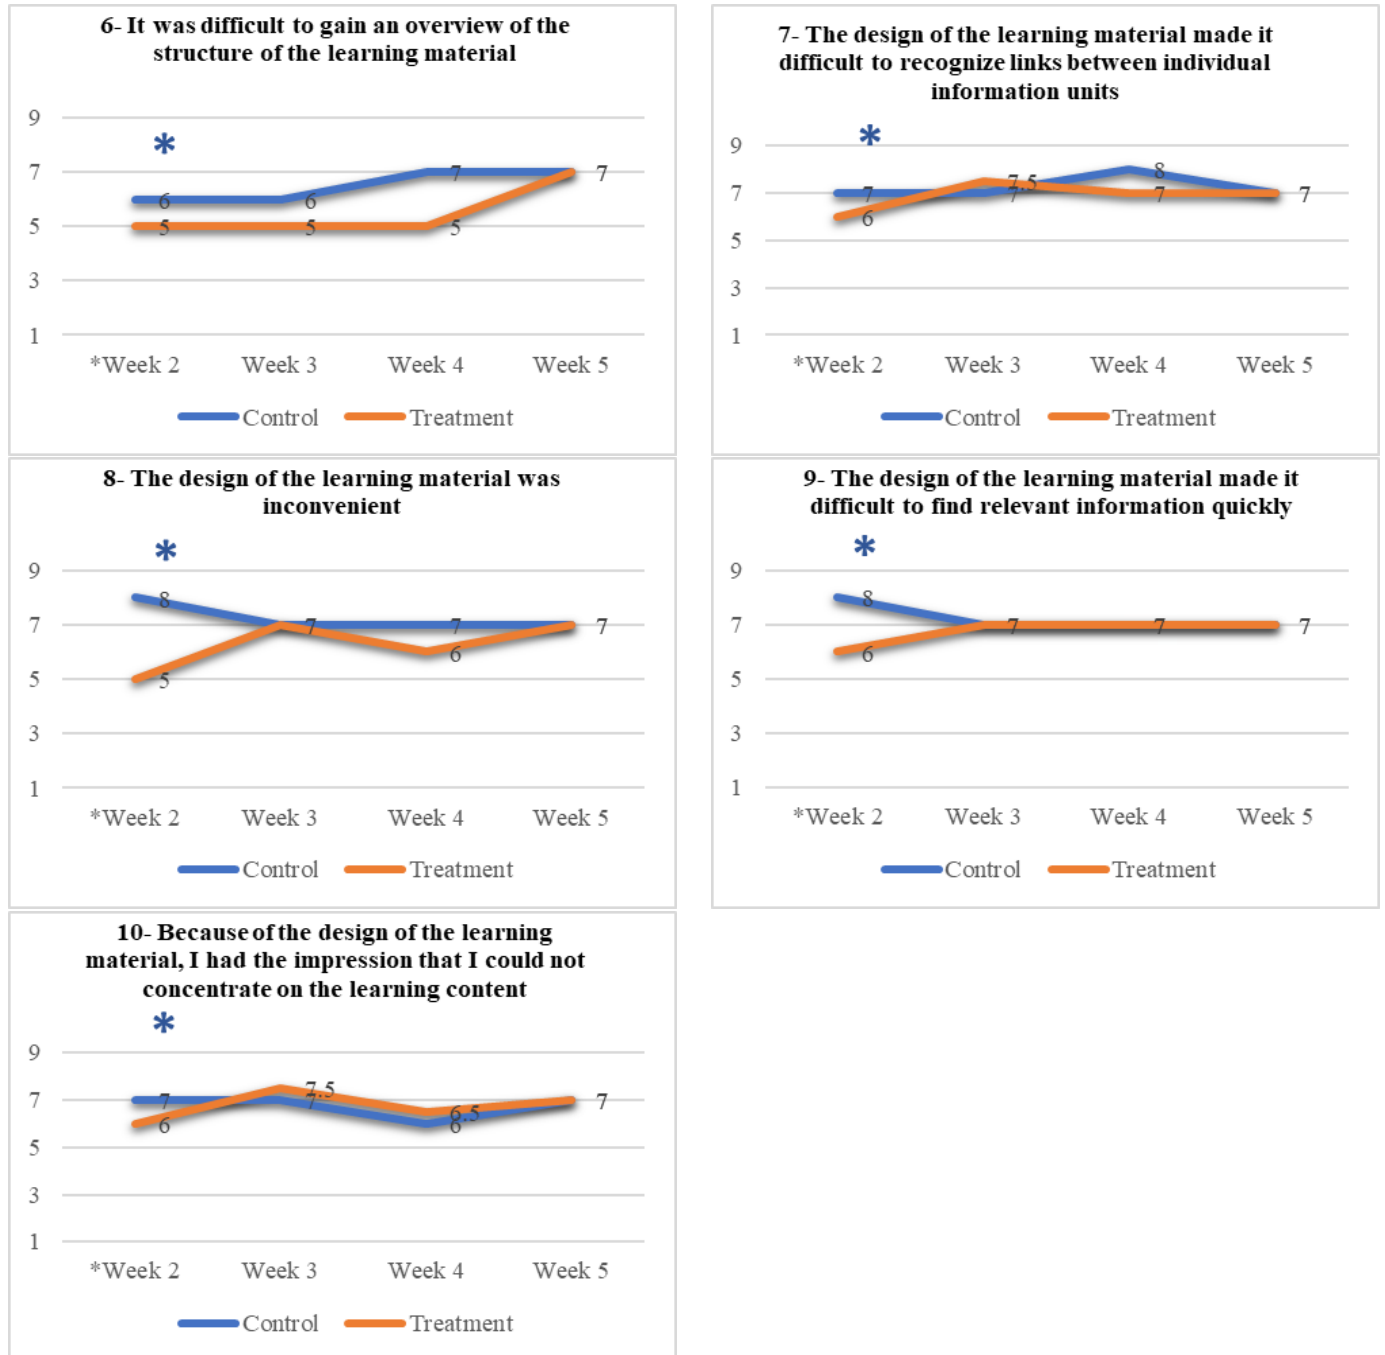 6- It was difficult to gain an overview of the
structure of the learning material
9
*
7
7
7
6
6
5
5
5
5
3
1
*Week 2 Week 3 Week 4 Week 5
Control Treatment
7- The design of the learning material made it
difficult to recognize links between individual
information units
*
9
8
7.5
7
7
7
7
7
6
5
3
1
*Week 2 Week 3 Week 4 Week 5
Control Treatment
8- The design of the learning material was
inconvenient
*
9
8
7
7
7
7
6
5
5
3
1
*Week 2 Week 3 Week 4 Week 5
Control Treatment
9- The design of the learning material made it
difficult to find relevant information quickly
*
9
8
7
7
7
7
6
5
3
1
*Week 2 Week 3 Week 4 Week 5
Control Treatment
10- Because of the design of the learning
material, I had the impression that I could not
concentrate on the learning content
*
9
7.5
7
7
7
7
6.5
6
6
5
3
1
*Week 2 Week 3 Week 4 Week 5
Control Treatment